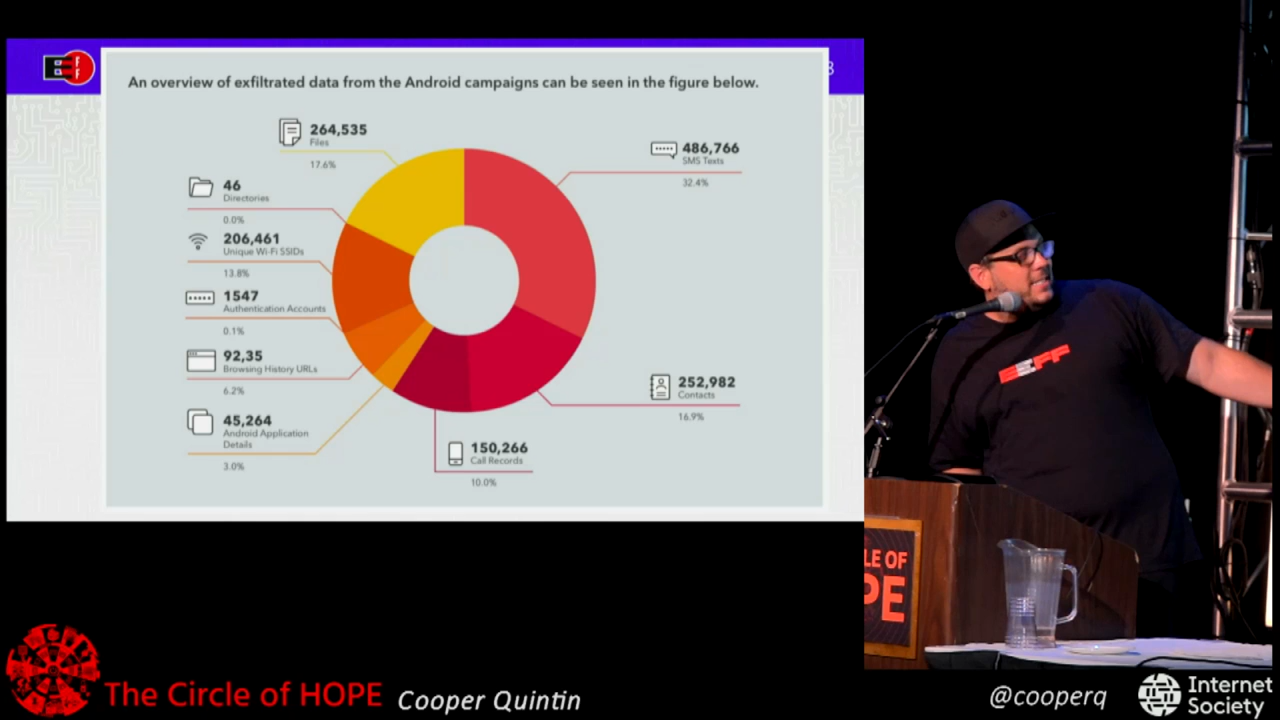 EFF
8
An overview of exfiltrated data from the Android campaigns can be seen in the figure below.
264,535
Files
17.6%
486,766
SMS Texts
32.4%
46
Directories
0.0%
206,461
Unique Wi-Fi SSIDs
13.8%
1547
Authentication Accounts
0.1%
92,35
Browsing History URLs
6.2%
252,982
Contacts
16.9%
45,264
Android Application
Details
3.0%
150,266
Call Records
10.0%
EFF
LE OF
PE
The Circle of HOPE
Cooper Quintin
@cooperq
Internet
Society